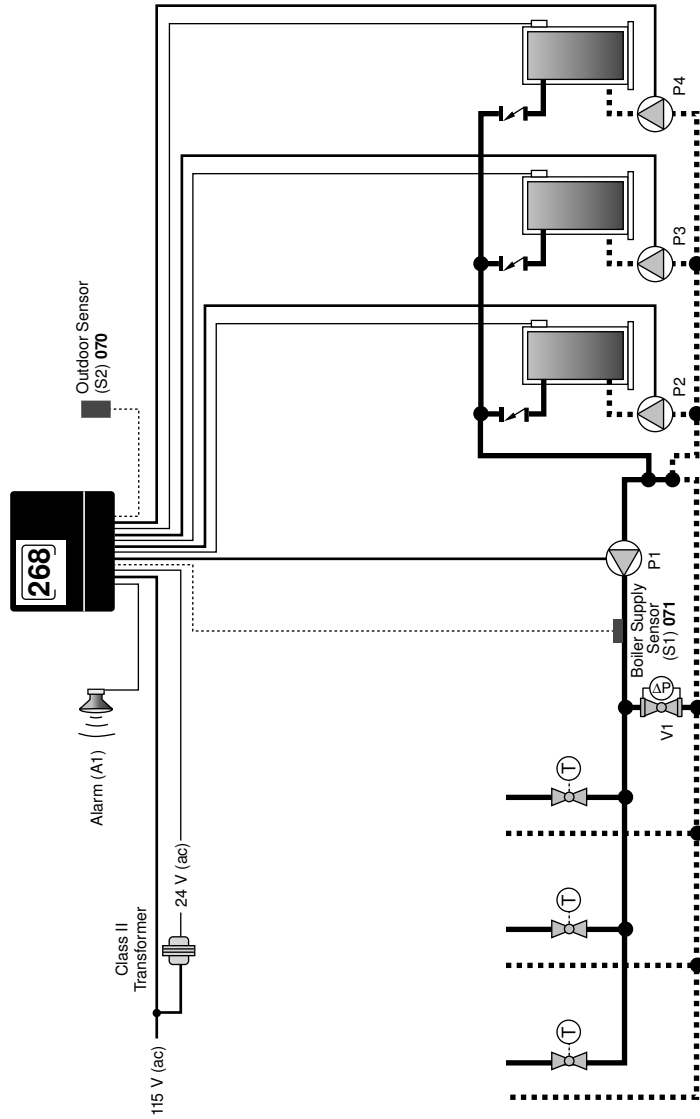 268
Outdoor Sensor
(S2) 070
Alarm (A1)
Class II
Transformer
24 V (ac)
115 V (ac)
P4
P3
P2
P1
Boiler Supply
Sensor
(S1) 071
ΔP
V1
T
T
T